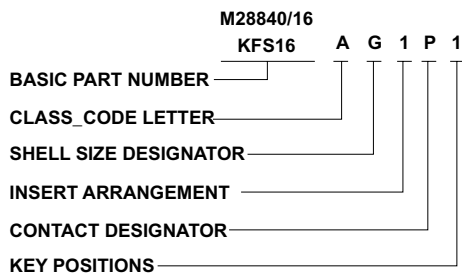 M28840/16
KFS16 A G 1 P 1
BASIC PART NUMBER
CLASS_CODE LETTER
SHELL SIZE DESIGNATOR
INSERT ARRANGEMENT
CONTACT DESIGNATOR
KEY POSITIONS